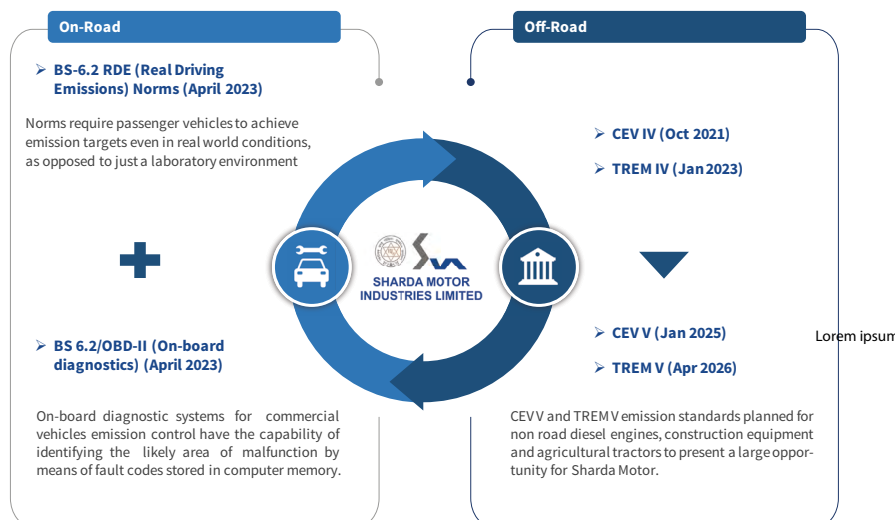 On-Road
BS-6.2 RDE (Real Driving
Emissions) Norms (April 2023)
Norms require passenger vehicles to achieve
emission targets even in real world conditions,
as opposed to just a laboratory environment
BS 6.2/OBD-II (On-board
diagnostics) (April 2023)
On-board diagnostic systems for commercial
vehicles emission control have the capability of
identifying the likely area of malfunction by
means of fault codes stored in computer memory.
SHARDA MOTOR
INDUSTRIES LIMITED
Off-Road
CEV IV (Oct 2021)
TREM IV (Jan 2023)
CEV V (Jan 2025)
TREM V (Apr 2026)
Lorem ipsum
CEV V and TREM V emission standards planned for
non road diesel engines, construction equipment
and agricultural tractors to present a large oppor-
tunity for Sharda Motor.